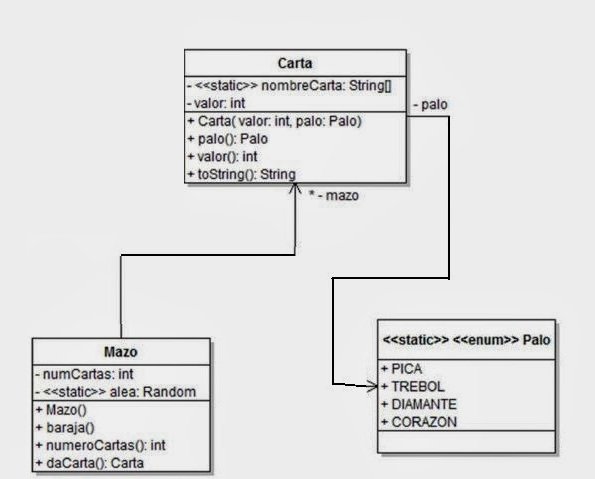 Carta
- <<static>> nombreCarta: String[]
- valor: int
+ Carta( valor: int, palo: Palo)
+ palo(): Palo
+ valor(): int
+ toString(): String
- palo
* - mazo
Mazo
- numCartas: int
- <<static>> alea: Random
+ Mazo()
+ baraja()
+ numeroCartas(): int
+ daCarta(): Carta
<<static>> <<enum>> Palo
+ PICA
+ TREBOL
+ DIAMANTE
+ CORAZON